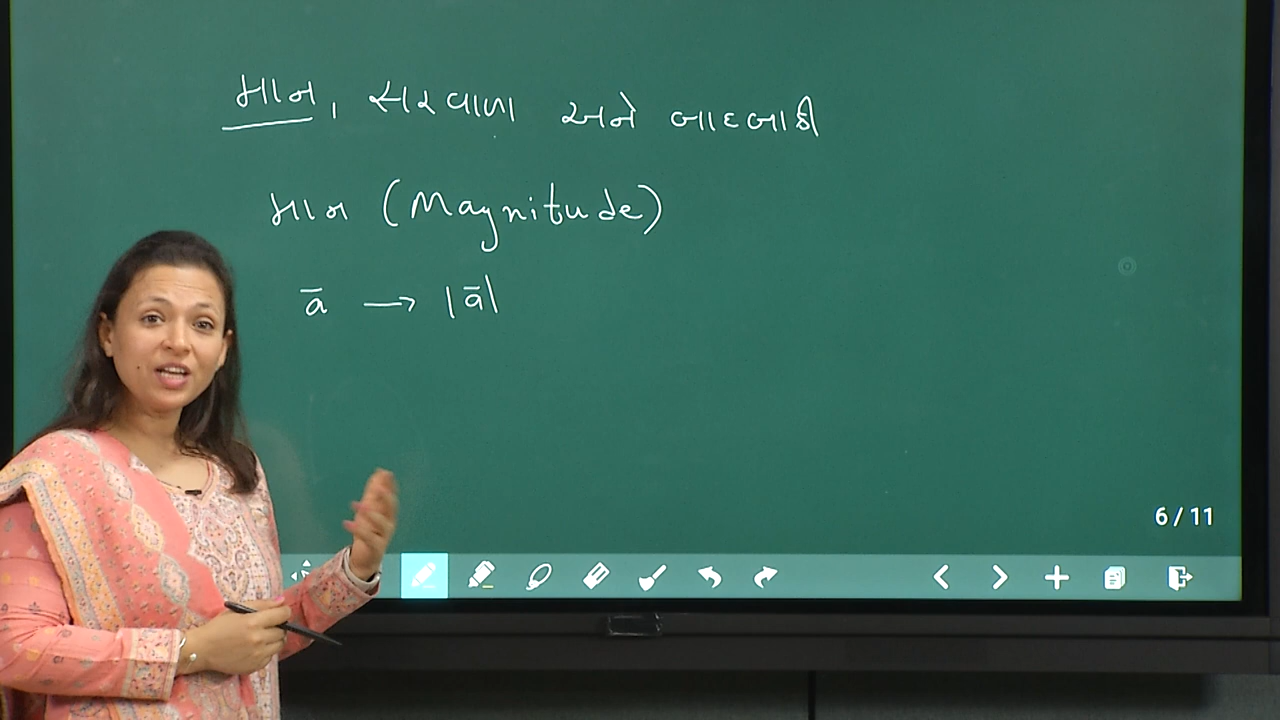 માન, સરવાળા અને બાદબાકી
માન (Magnitude)
ā → |ā|
6 / 11